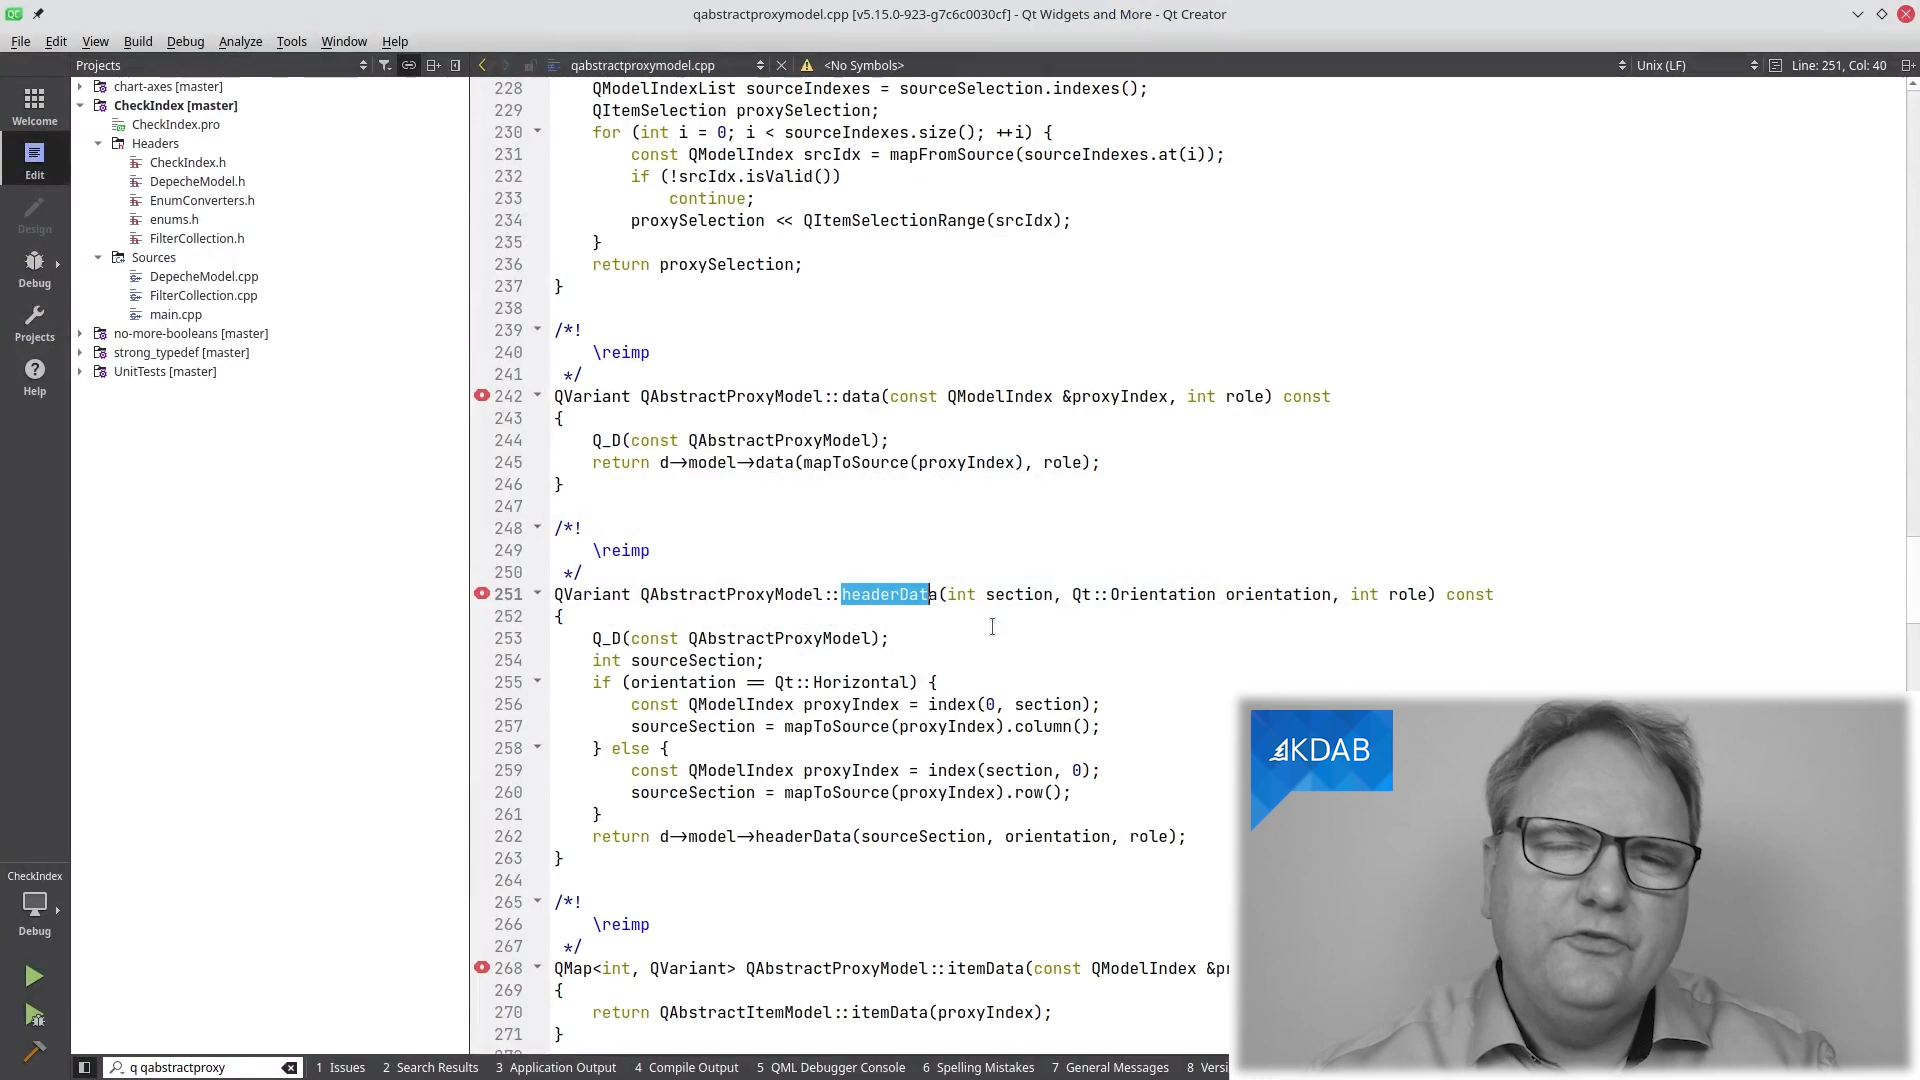 qabstractproxymodel.cpp [v5.15.0-923-g7c6c0030cf] - Qt Widgets and More - Qt Creator
File Edit View Build Debug Analyze Tools Window Help
Projects
qabstractproxymodel.cpp
<No Symbols>
Unix (LF)
Line: 251, Col: 40
Welcome
Edit
Design
Debug
Projects
Help
CheckIndex
Debug
chart-axes [master]
CheckIndex [master]
CheckIndex.pro
Headers
CheckIndex.h
DepecheModel.h
EnumConverters.h
enums.h
FilterCollection.h
Sources
DepecheModel.cpp
FilterCollection.cpp
main.cpp
no-more-booleans [master]
strong_typedef [master]
UnitTests [master]
228 QModelIndexList sourceIndexes = sourceSelection.indexes();
229 QItemSelection proxySelection;
230 for (int i = 0; i < sourceIndexes.size(); ++i) {
231 const QModelIndex srcIdx = mapFromSource(sourceIndexes.at(i));
232 if (!srcIdx.isValid())
233 continue;
234 proxySelection << QItemSelectionRange(srcIdx);
235 }
236 return proxySelection;
237 }
238
239 /*!
240 \reimp
241 */
242 QVariant QAbstractProxyModel::data(const QModelIndex &proxyIndex, int role) const
243 {
244 Q_D(const QAbstractProxyModel);
245 return d->model->data(mapToSource(proxyIndex), role);
246 }
247
248 /*!
249 \reimp
250 */
251 QVariant QAbstractProxyModel::headerData(int section, Qt::Orientation orientation, int role) const
252 {
253 Q_D(const QAbstractProxyModel);
254 int sourceSection;
255 if (orientation == Qt::Horizontal) {
256 const QModelIndex proxyIndex = index(0, section);
257 sourceSection = mapToSource(proxyIndex).column();
258 } else {
259 const QModelIndex proxyIndex = index(section, 0);
260 sourceSection = mapToSource(proxyIndex).row();
261 }
262 return d->model->headerData(sourceSection, orientation, role);
263 }
264
265 /*!
266 \reimp
267 */
268 QMap<int, QVariant> QAbstractProxyModel::itemData(const QModelIndex &pr
269 {
270 return QAbstractItemModel::itemData(proxyIndex);
271 }
KDAB
q qabstractproxy
1 Issues 2 Search Results 3 Application Output 4 Compile Output 5 QML Debugger Console 6 Spelling Mistakes 7 General Messages 8 Versi